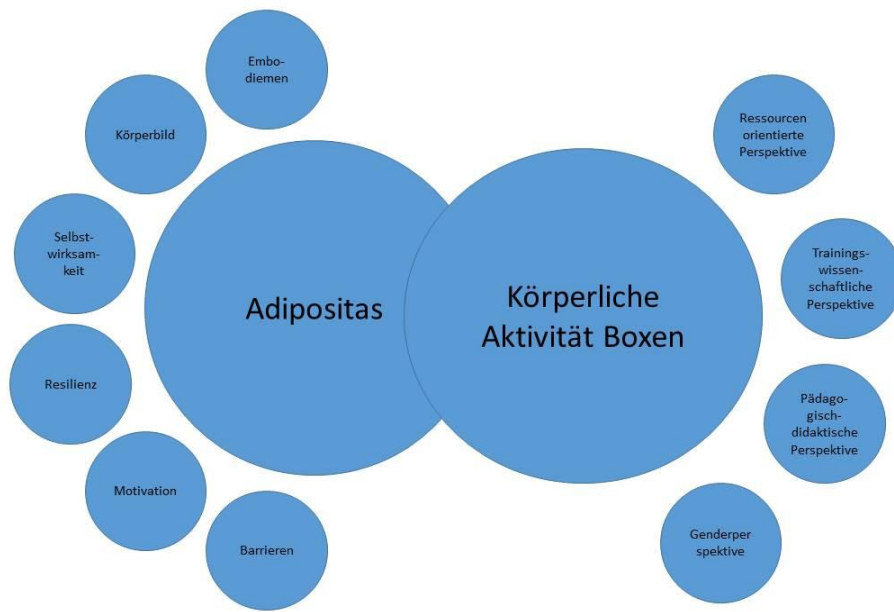 Embo-
diemen
Körperbild
Selbst-
wirksam-
keit
Resilienz
Motivation
Barrieren
Adipositas
Körperliche
Aktivität Boxen
Ressourcen
orientierte
Perspektive
Trainings-
wissen-
schaftliche
Perspektive
Pädago-
gisch-
didaktische
Perspektive
Genderper
spektive